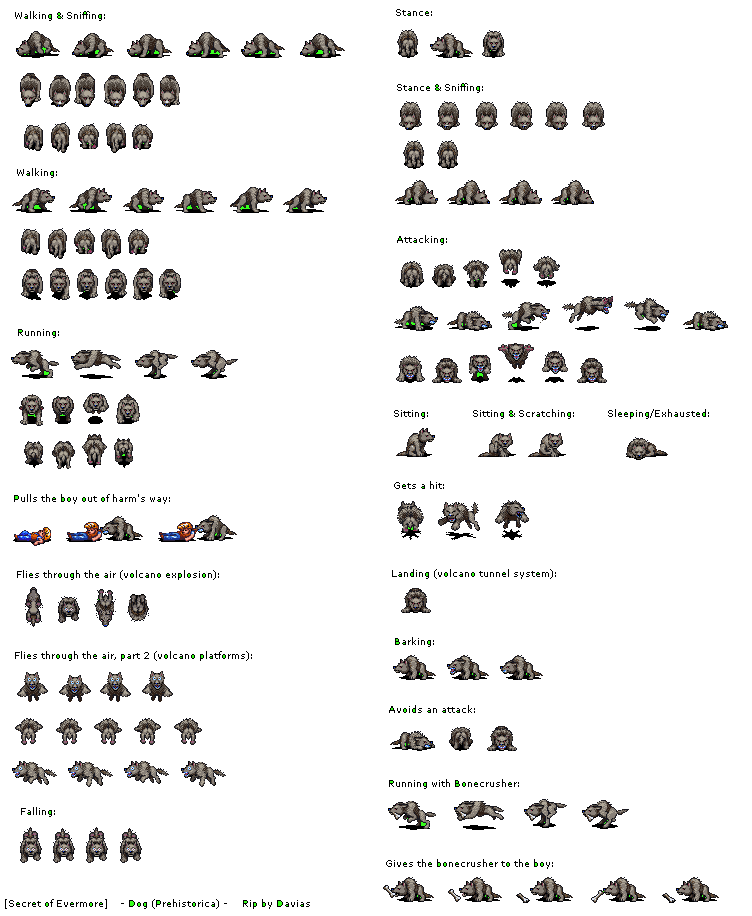 Walking & Sniffing:
Walking:
Running:
Pulls the boy out of harm's way:
Flies through the air (volcano explosion):
Flies through the air, part 2 (volcano platforms):
Falling:
[Secret of Evermore] - Dog (Prehistorica) - Rip by Davias
Stance:
Stance & Sniffing:
Attacking:
Sitting: Sitting & Scratching: Sleeping/Exhausted:
Gets a hit:
Landing (volcano tunnel system):
Barking:
Avoids an attack:
Running with Bonecrusher:
Gives the bonecrusher to the boy: